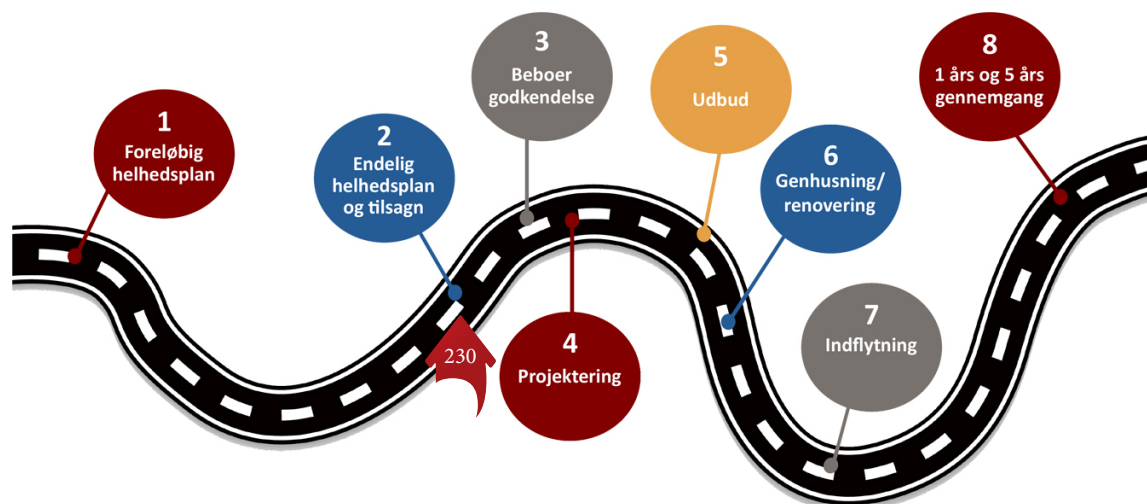 1
Foreløbig
helhedsplan
2
Endelig
helhedsplan
og tilsagn
3
Beboer
godkendelse
4
Projektering
5
Udbud
6
Genhusning/
renovering
7
Indflytning
8
1 års og 5 års
gennemgang
230